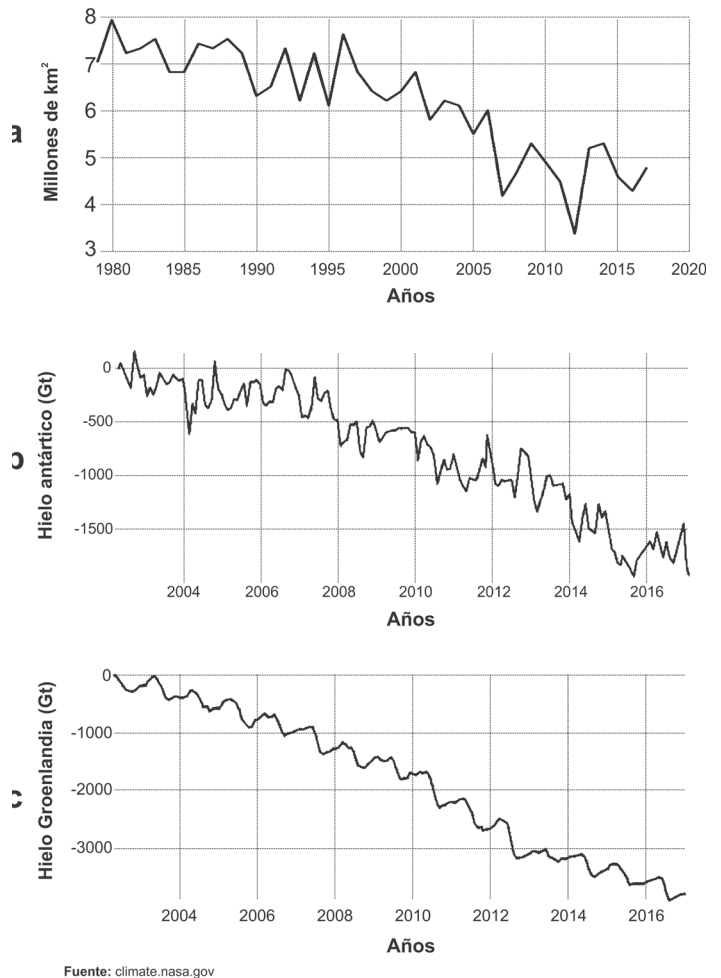 a
Millones de km²
8
7
6
5
4
3
1980 1985 1990 1995 2000 2005 2010 2015 2020
Años
b
Hielo antártico (Gt)
0
-500
-1000
-1500
2004 2006 2008 2010 2012 2014 2016
Años
c
Hielo Groenlandia (Gt)
0
-1000
-2000
-3000
2004 2006 2008 2010 2012 2014 2016
Años
Fuente: climate.nasa.gov